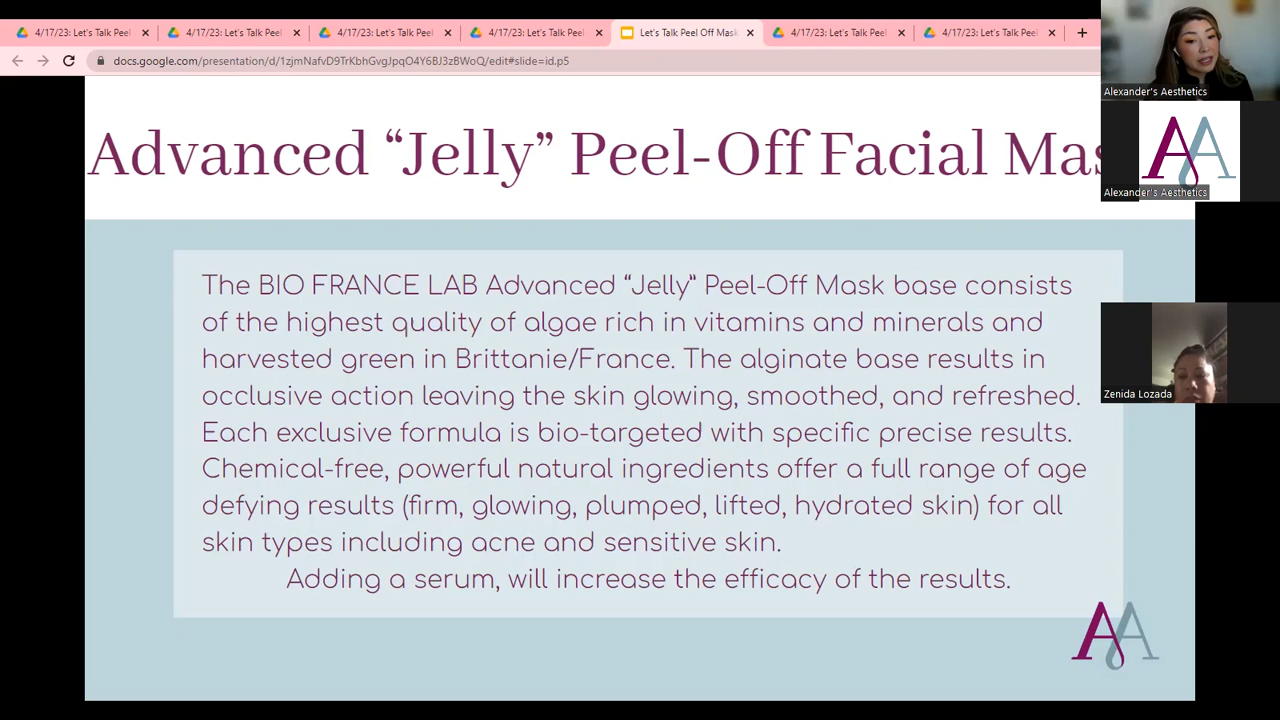 4/17/23: Let's Talk Peel
4/17/23: Let's Talk Peel
4/17/23: Let's Talk Peel
4/17/23: Let's Talk Peel
Let's Talk Peel Off Mask
4/17/23: Let's Talk Peel
4/17/23: Let's Talk Peel
docs.google.com/presentation/d/1zjmNafvD9TrKbhGvgJpqO4Y6BJ3zBWoQ/edit#slide=id.p5
Alexander's Aesthetics
AA
Alexander's Aesthetics
Zenida Lozada
Advanced “Jelly” Peel-Off Facial Mas
The BIO FRANCE LAB Advanced “Jelly” Peel-Off Mask base consists
of the highest quality of algae rich in vitamins and minerals and
harvested green in Brittanie/France. The alginate base results in
occlusive action leaving the skin glowing, smoothed, and refreshed.
Each exclusive formula is bio-targeted with specific precise results.
Chemical-free, powerful natural ingredients offer a full range of age
defying results (firm, glowing, plumped, lifted, hydrated skin) for all
skin types including acne and sensitive skin.
Adding a serum, will increase the efficacy of the results.
AA